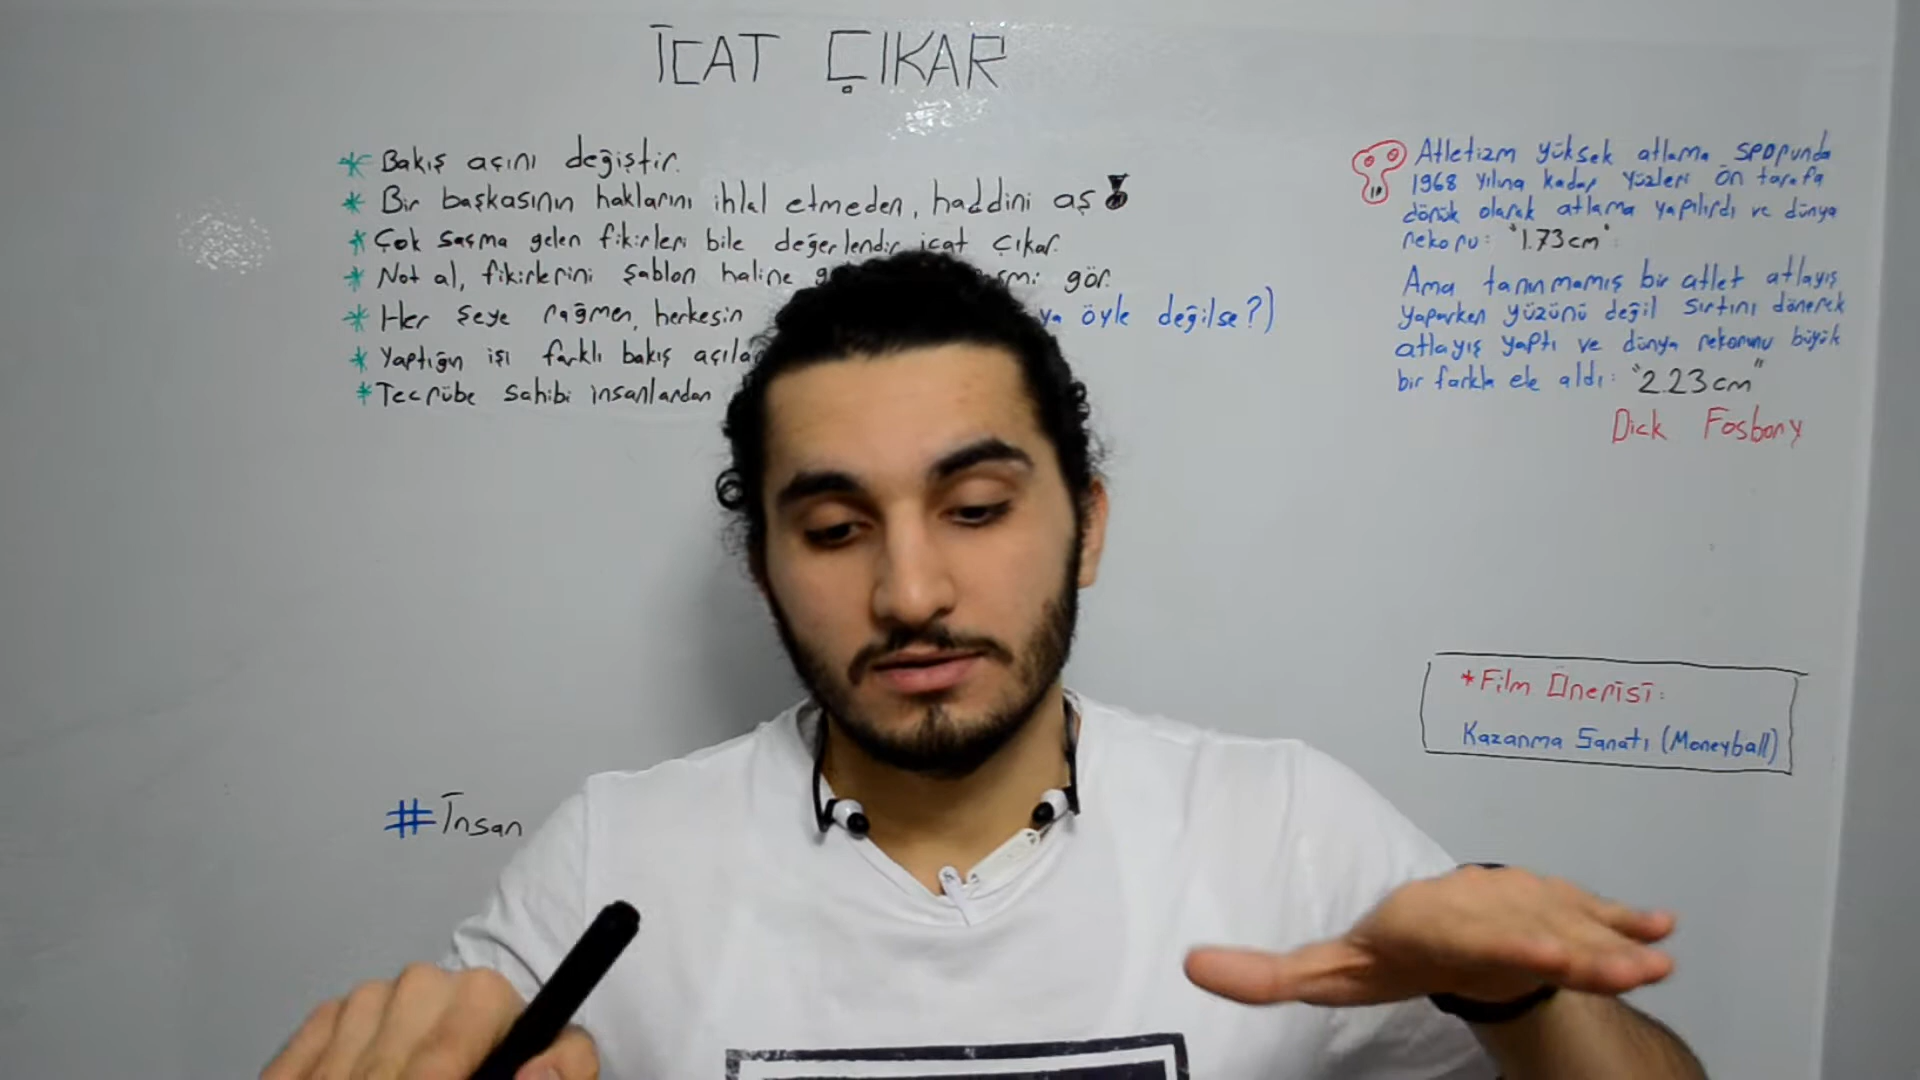 İCAT ÇIKAR
* Bakış açını değiştir.
* Bir başkasının haklarını ihlal etmeden, haddini aş
* Çok saçma gelen fikirleri bile değerlendir icat çıkar.
* Not al, fikirlerini şablon haline gör.
* Her şeye rağmen, herkesin ya öyle değilse?)
* Yaptığın işi farklı bakış
* Tecrübe sahibi insanlardan
Atletizm yüksek atlama sporunda
1968 yılına kadar yüzleri ön tarafa
dönük olarak atlama yapılırdı ve dünya
rekoru: "1.73cm"
Ama tanınmamış bir atlet atlayış
yaparken yüzünü değil sırtını dönerek
atlayış yaptı ve dünya rekorunu büyük
bir farkla ele aldı: "2.23cm"
Dick Fosbony
*Film Önerisi:
Kazanma Sanatı (Moneyball)
#İnsan